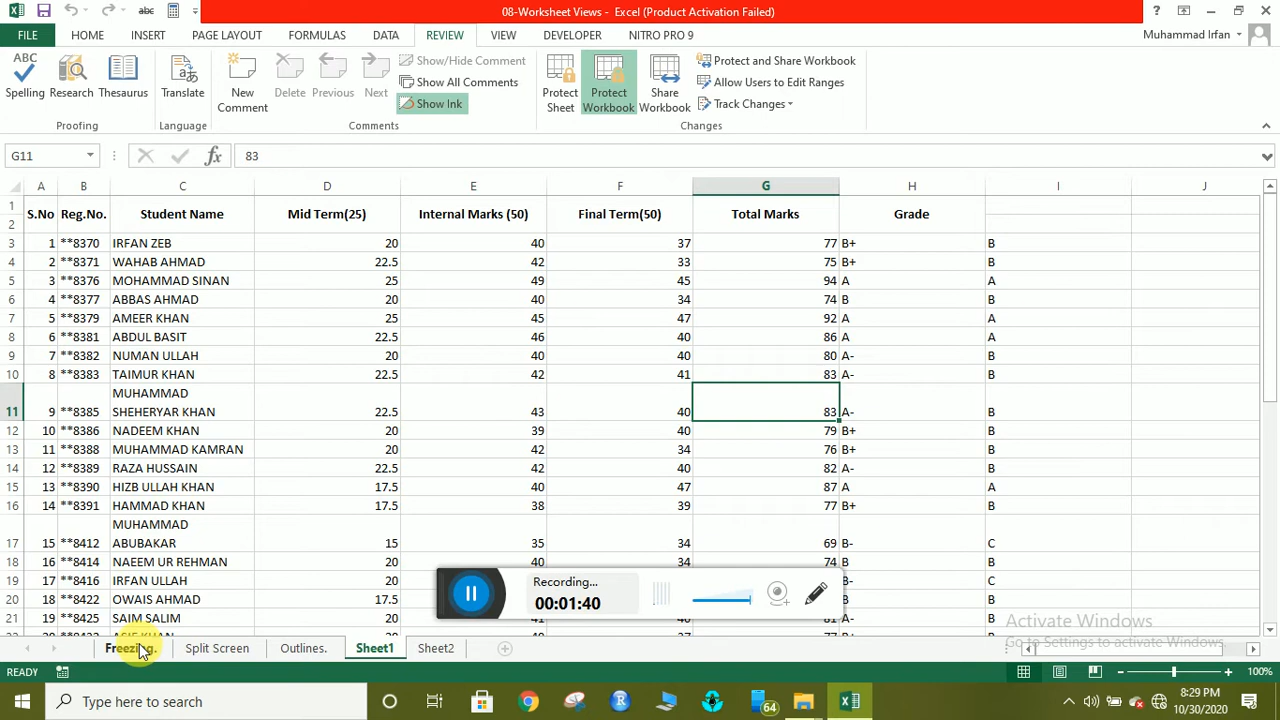 08-Worksheet Views - Excel (Product Activation Failed)
FILE HOME INSERT PAGE LAYOUT FORMULAS DATA REVIEW VIEW DEVELOPER NITRO PRO 9 Muhammad Irfan
ABC Spelling Research Thesaurus Translate New Comment Delete Previous Next Show/Hide Comment Show All Comments Show Ink Protect Sheet Protect Workbook Share Workbook Protect and Share Workbook Allow Users to Edit Ranges Track Changes
Proofing Language Comments Changes
G11 fx 83
A B C D E F G H I J
1
2 S.No Reg.No. Student Name Mid Term(25) Internal Marks (50) Final Term(50) Total Marks Grade
3 1 **8370 IRFAN ZEB 20 40 37 77 B+ B
4 2 **8371 WAHAB AHMAD 22.5 42 33 75 B+ B
5 3 **8376 MOHAMMAD SINAN 25 49 45 94 A A
6 4 **8377 ABBAS AHMAD 20 40 34 74 B B
7 5 **8379 AMEER KHAN 20 45 47 92 A A
8 6 **8381 ABDUL BASIT 22.5 46 40 86 A A
9 7 **8382 NUMAN ULLAH 20 40 40 80 A- B
10 8 **8383 TAIMUR KHAN 22.5 42 41 83 A- B
MUHAMMAD
11 9 **8385 SHEHERYAR KHAN 22.5 43 40 83 A- B
12 10 **8386 NADEEM KHAN 20 39 40 79 B+ B
13 11 **8388 MUHAMMAD KAMRAN 20 42 34 76 B+ B
14 12 **8389 RAZA HUSSAIN 22.5 42 40 82 A- B
15 13 **8390 HIZB ULLAH KHAN 17.5 40 47 87 A A
16 14 **8391 HAMMAD KHAN 17.5 38 39 77 B+ B
MUHAMMAD
17 15 **8412 ABUBAKAR 15 35 34 69 B- C
18 16 **8414 NAEEM UR REHMAN 20 40 34 74 B B
19 17 **8416 IRFAN ULLAH 20 B- C
20 18 **8422 OWAIS AHMAD 17.5 B B
21 19 **8425 SAIM SALIM 20 A- B
Recording...
00:01:40
Activate Windows
Go to Settings to activate Windows.
Freezing. Split Screen Outlines. Sheet1
READY 100%
Type here to search 64 8:29 PM
10/30/2020